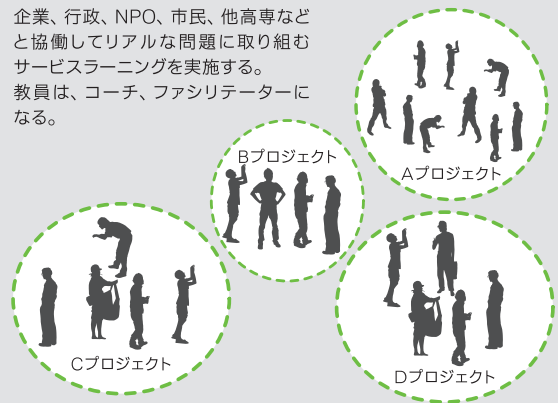 企業、行政、NPO、市民、他高専など
と協働してリアルな問題に取り組む
サービスラーニングを実施する。
教員は、コーチ、ファシリテーターに
なる。
Bプロジェクト
Aプロジェクト
Cプロジェクト
Dプロジェクト